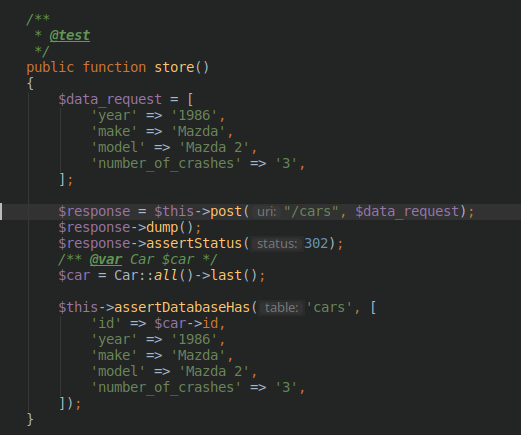 /**
 * @test
 */
public function store()
{
    $data_request = [
        'year' => '1986',
        'make' => 'Mazda',
        'model' => 'Mazda 2',
        'number_of_crashes' => '3',
    ];

    $response = $this->post( uri: "/cars", $data_request);
    $response->dump();
    $response->assertStatus( status: 302);
    /** @var Car $car */
    $car = Car::all()->last();

    $this->assertDatabaseHas( table: 'cars', [
        'id' => $car->id,
        'year' => '1986',
        'make' => 'Mazda',
        'model' => 'Mazda 2',
        'number_of_crashes' => '3',
    ]);
}